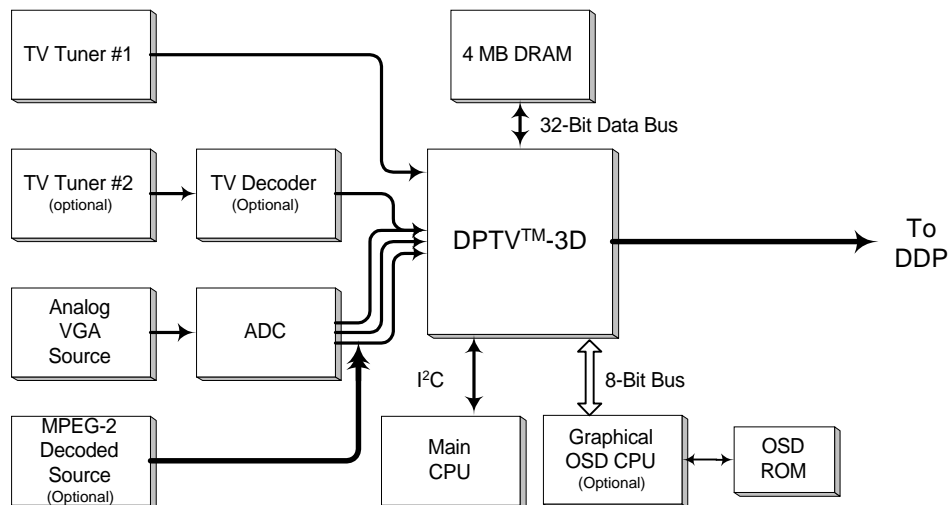 TV Tuner #1
4 MB DRAM
32-Bit Data Bus
TV Tuner #2
(optional)
TV Decoder
(Optional)
DPTV™-3D
To
DDP
Analog
VGA
Source
ADC
I²C
8-Bit Bus
MPEG-2
Decoded
Source
(Optional)
Main
CPU
Graphical
OSD CPU
(Optional)
OSD
ROM